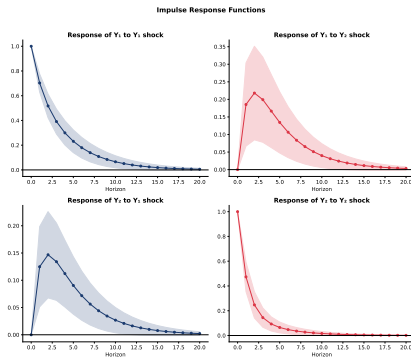 Impulse Response Functions
Response of Y₁ to Y₁ shock
1.0
0.8
0.6
0.4
0.2
0.0
0.0 2.5 5.0 7.5 10.0 12.5 15.0 17.5 20.0
Horizon
Response of Y₁ to Y₂ shock
0.35
0.30
0.25
0.20
0.15
0.10
0.05
0.00
0.0 2.5 5.0 7.5 10.0 12.5 15.0 17.5 20.0
Horizon
Response of Y₂ to Y₁ shock
0.20
0.15
0.10
0.05
0.00
0.0 2.5 5.0 7.5 10.0 12.5 15.0 17.5 20.0
Horizon
Response of Y₂ to Y₂ shock
1.0
0.8
0.6
0.4
0.2
0.0
0.0 2.5 5.0 7.5 10.0 12.5 15.0 17.5 20.0
Horizon